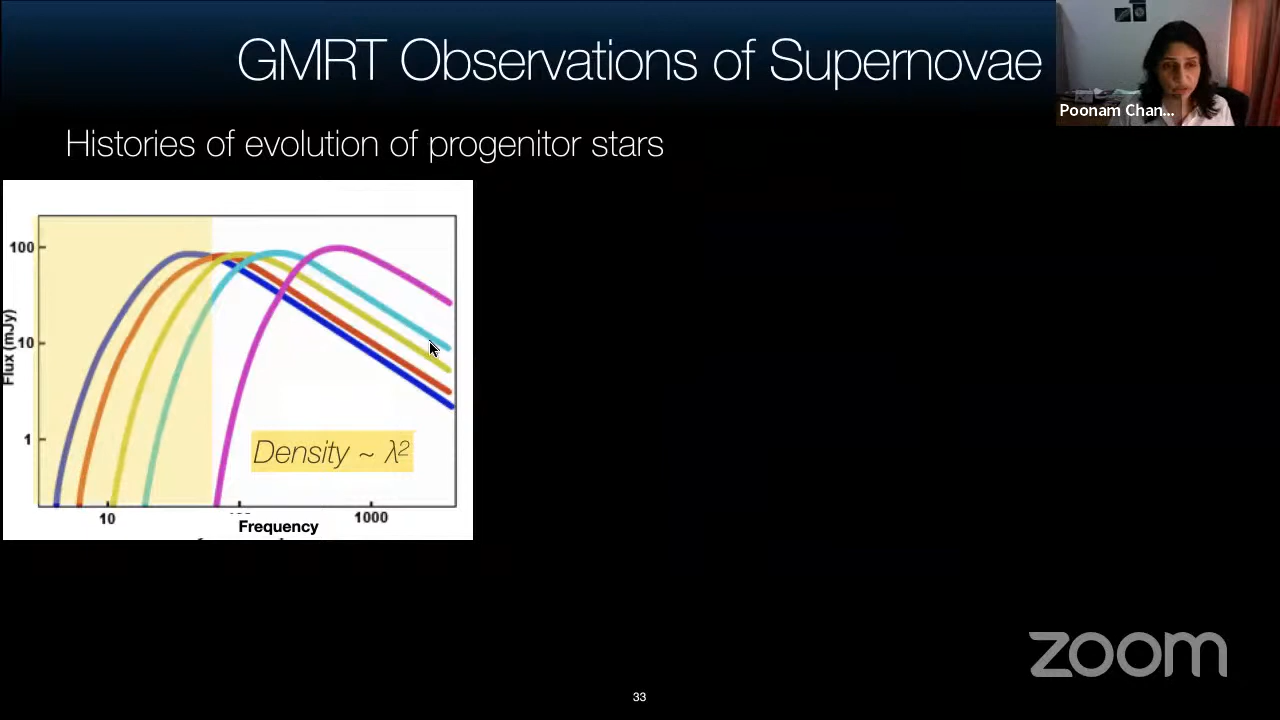 GMRT Observations of Supernovae
Poonam Chan...
Histories of evolution of progenitor stars
100
10
1
Flux (mJy)
Density ~ λ²
10
1000
Frequency
zoom
33